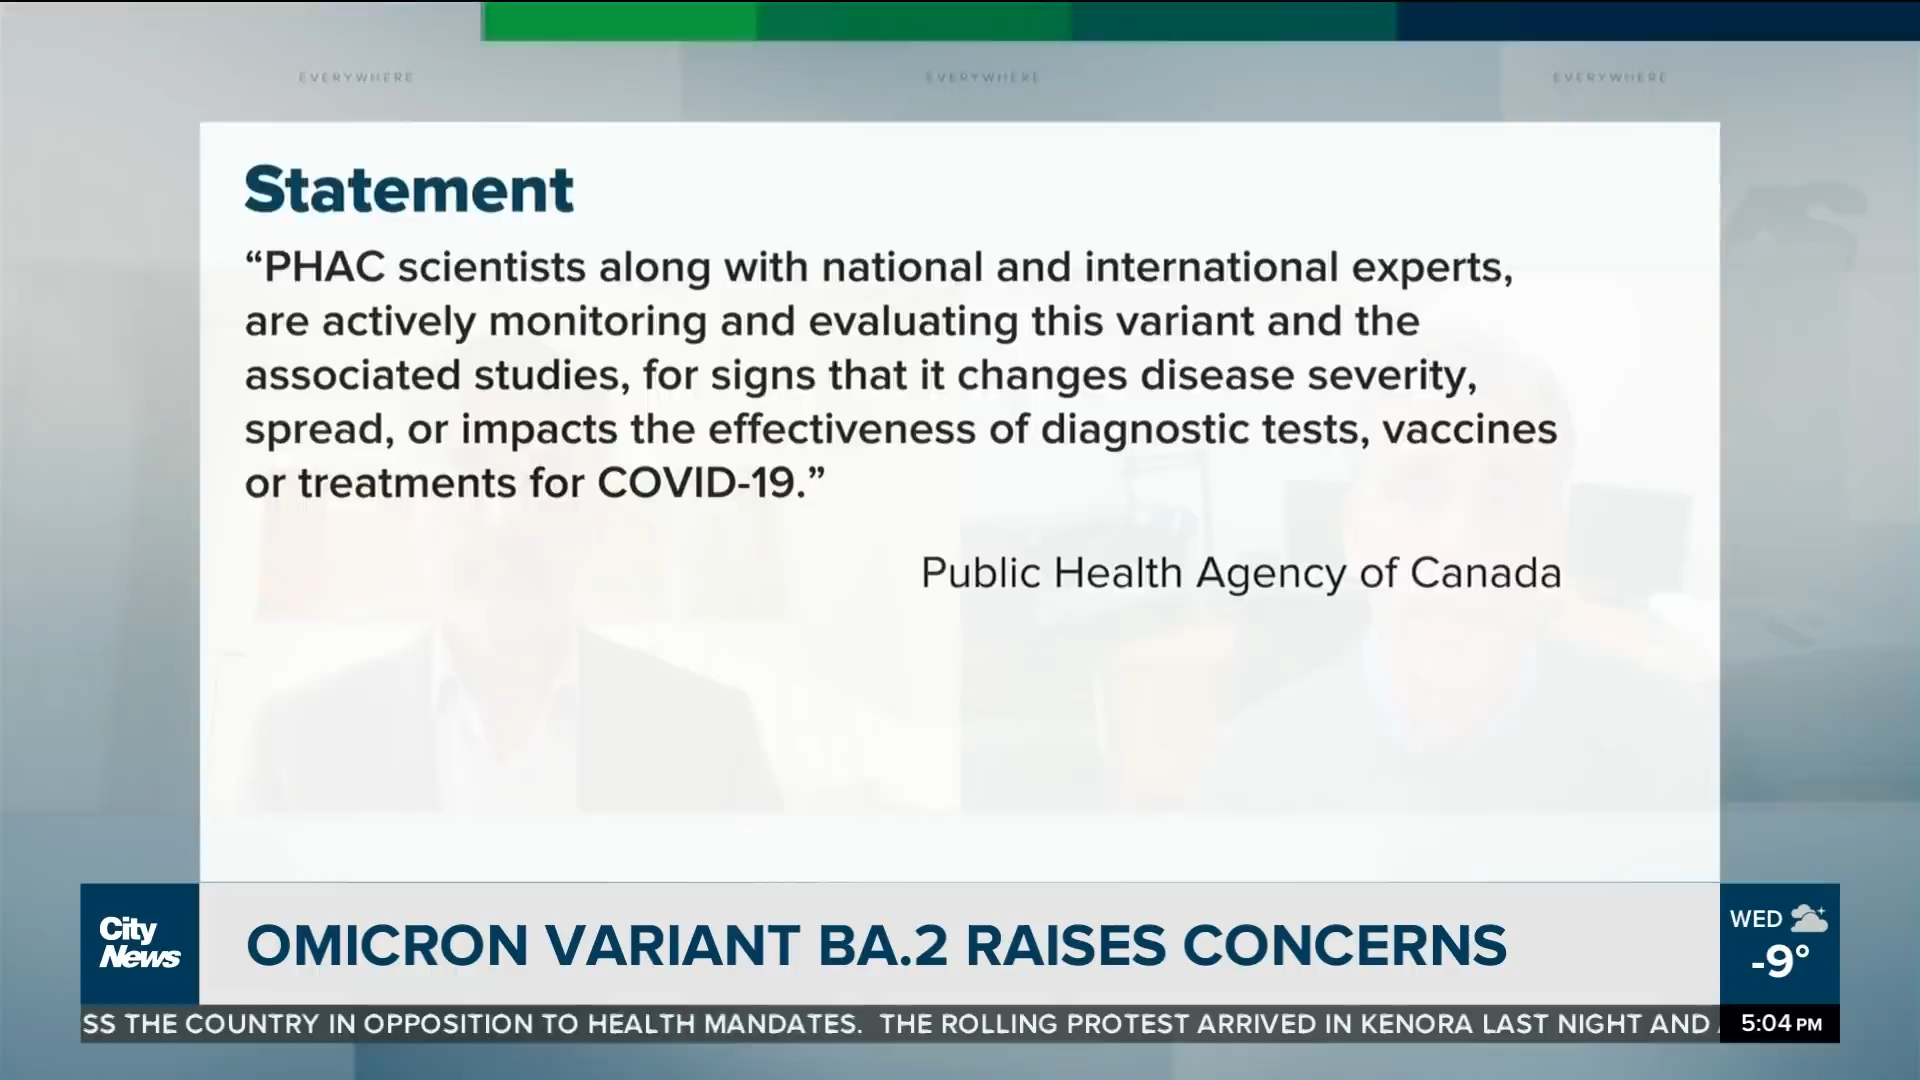 EVERYWHERE EVERYWHERE EVERYWHERE
Statement
“PHAC scientists along with national and international experts,
are actively monitoring and evaluating this variant and the
associated studies, for signs that it changes disease severity,
spread, or impacts the effectiveness of diagnostic tests, vaccines
or treatments for COVID-19.”
Public Health Agency of Canada
City
News
OMICRON VARIANT BA.2 RAISES CONCERNS
WED
-9°
SS THE COUNTRY IN OPPOSITION TO HEALTH MANDATES. THE ROLLING PROTEST ARRIVED IN KENORA LAST NIGHT AND
5:04 PM